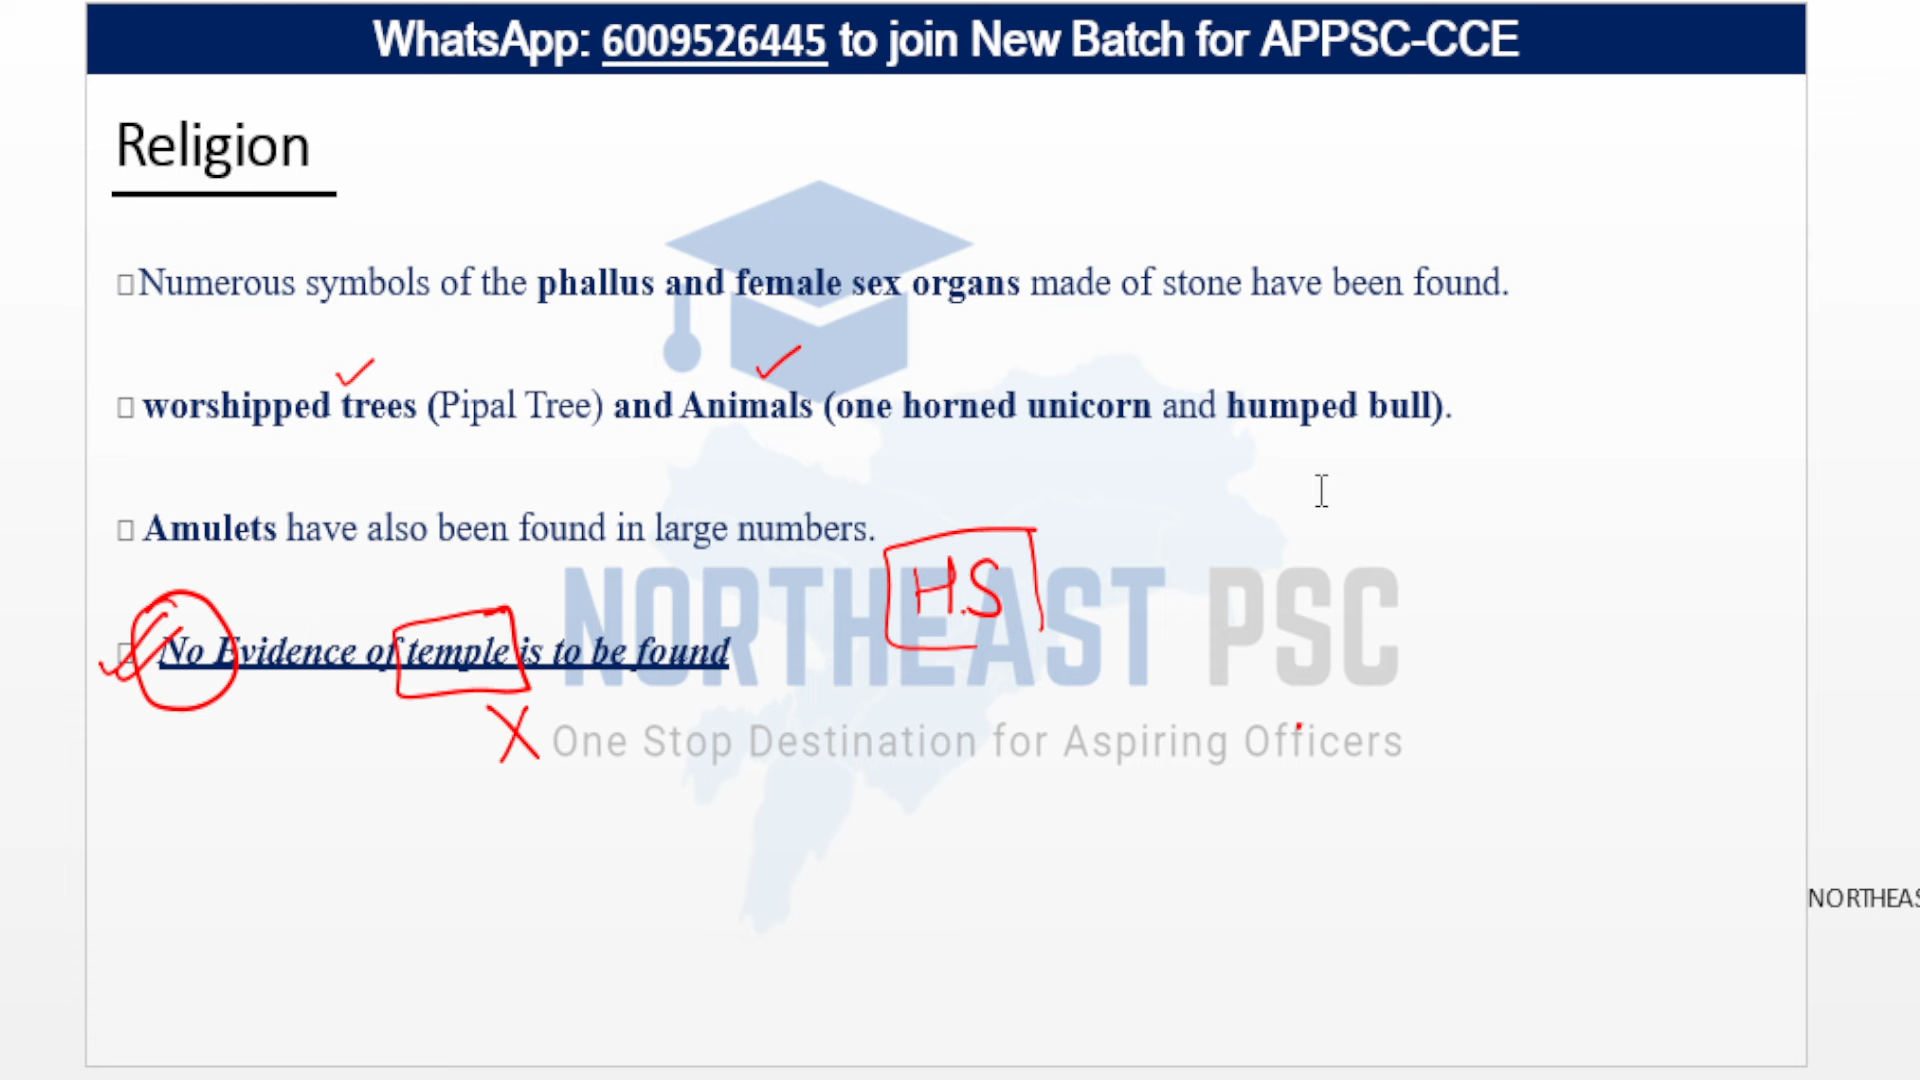 WhatsApp: 6009526445 to join New Batch for APPSC-CCE
Religion
Numerous symbols of the phallus and female sex organs made of stone have been found.
worshipped trees (Pipal Tree) and Animals (one horned unicorn and humped bull).
Amulets have also been found in large numbers.
H.S
No Evidence of temple is to be found
NORTHEAST PSC
One Stop Destination for Aspiring Officers
NORTHEAS